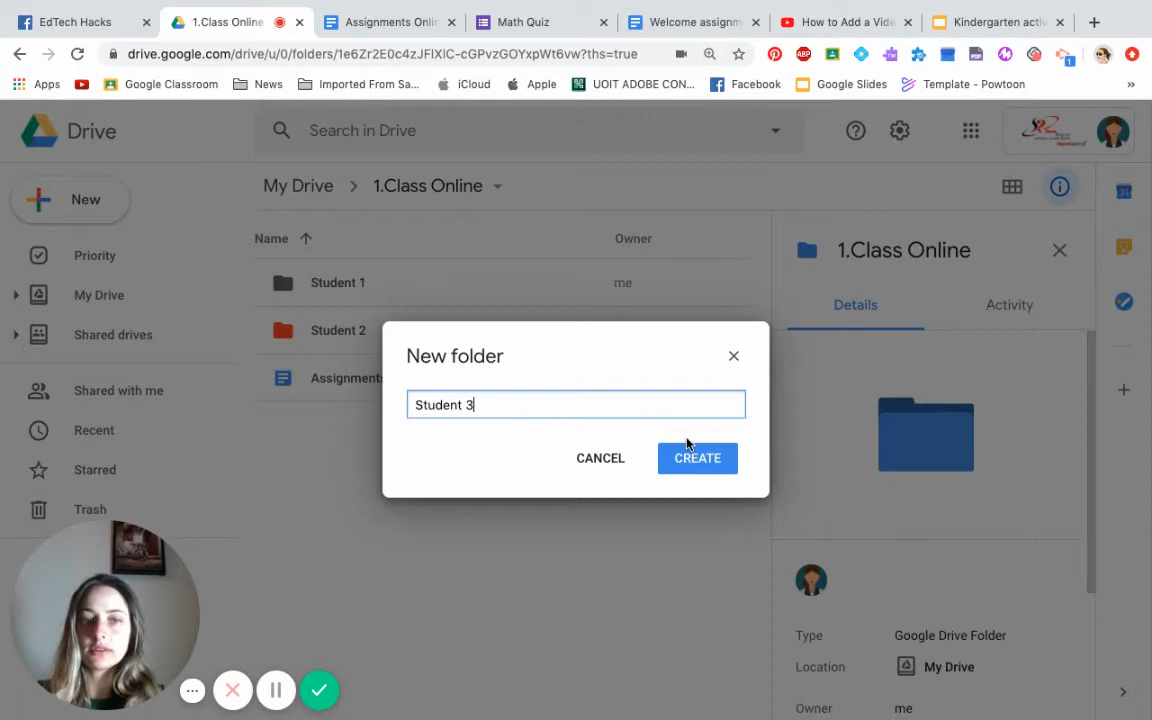 EdTech Hacks
1.Class Online
Assignments Onlin
Math Quiz
Welcome assignm
How to Add a Vide
Kindergarten activ
drive.google.com/drive/u/0/folders/1e6Zr2E0c4zJFIXlC-cGPvzGOYxpWt6vw?ths=true
Apps
Google Classroom
News
Imported From Sa...
iCloud
Apple
UOIT ADOBE CON...
Facebook
Google Slides
Template - Powtoon
»
Drive
Search in Drive
New
My Drive > 1.Class Online
Name
Owner
1.Class Online
Priority
My Drive
Shared drives
Shared with me
Recent
Starred
Trash
Student 1
me
Student 2
Assignments
Details
Activity
New folder
Student 3
CANCEL
CREATE
Type
Google Drive Folder
Location
My Drive
Owner
me